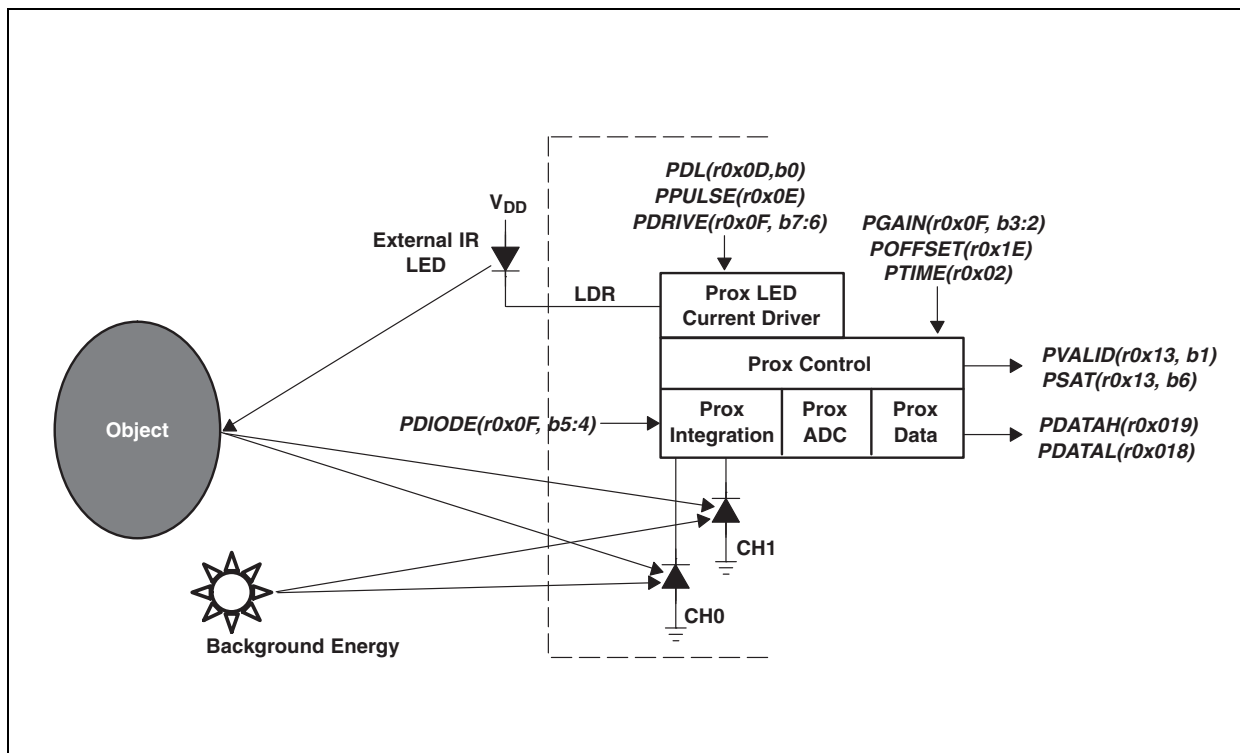 PDL(r0x0D,b0)
PPULSE(r0x0E)
PDRIVE(r0x0F, b7:6)
PGAIN(r0x0F, b3:2)
POFFSET(r0x1E)
PTIME(r0x02)
VDD
External IR
LED
LDR
Prox LED
Current Driver
Prox Control
PVALID(r0x13, b1)
PSAT(r0x13, b6)
Object
PDIODE(r0x0F, b5:4)
Prox
Integration
Prox
ADC
Prox
Data
PDATAH(r0x019)
PDATAL(r0x018)
CH1
CH0
Background Energy